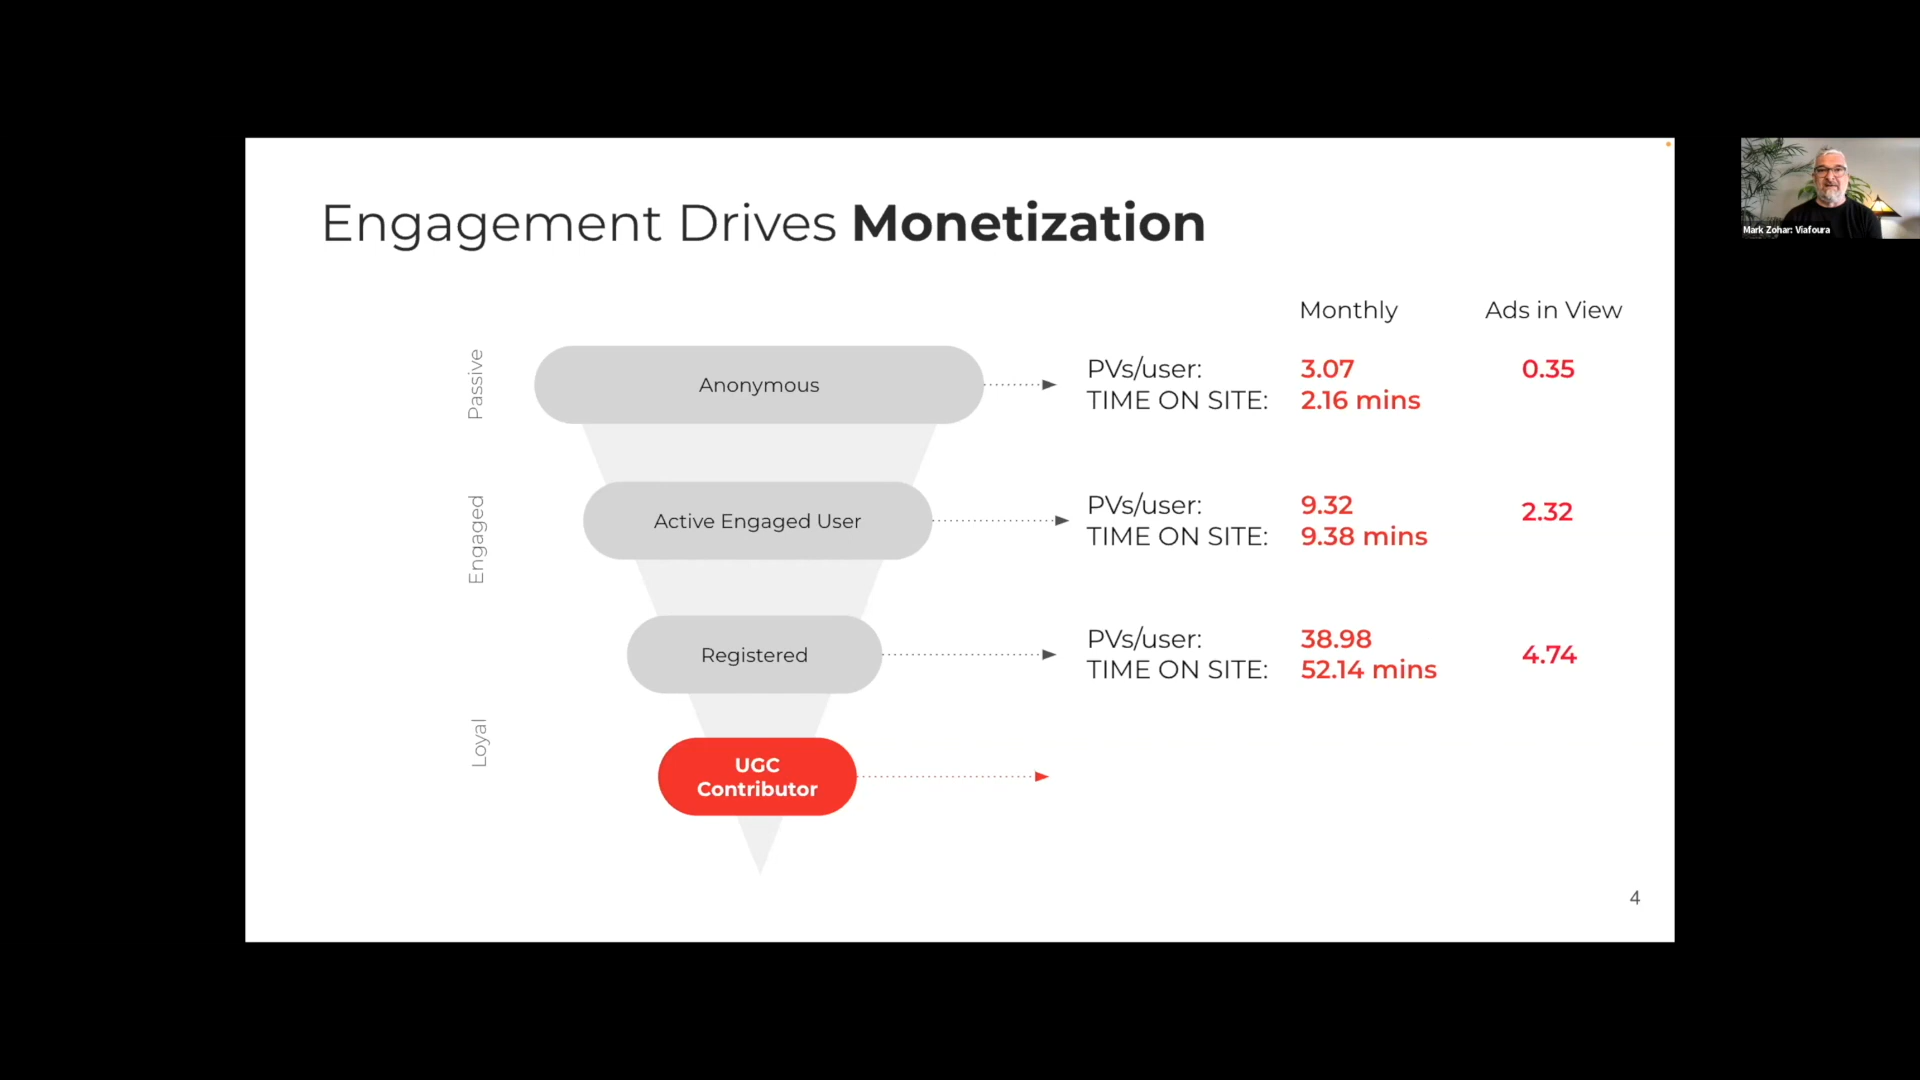 Engagement Drives Monetization
Monthly
Ads in View
Passive
Anonymous
PVs/user:
3.07
0.35
TIME ON SITE:
2.16 mins
Engaged
Active Engaged User
PVs/user:
9.32
2.32
TIME ON SITE:
9.38 mins
Registered
PVs/user:
38.98
4.74
TIME ON SITE:
52.14 mins
Loyal
UGC
Contributor
4
Mark Zohar: Viafoura